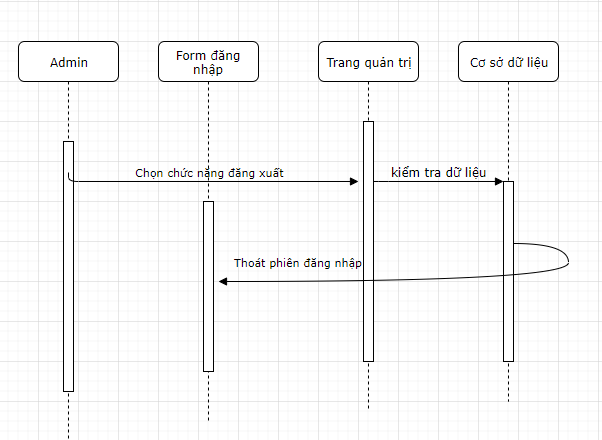 Admin
Form đăng
nhập
Trang quản trị
Cơ sở dữ liệu
Chọn chức năng đăng xuất
kiểm tra dữ liệu
Thoát phiên đăng nhập